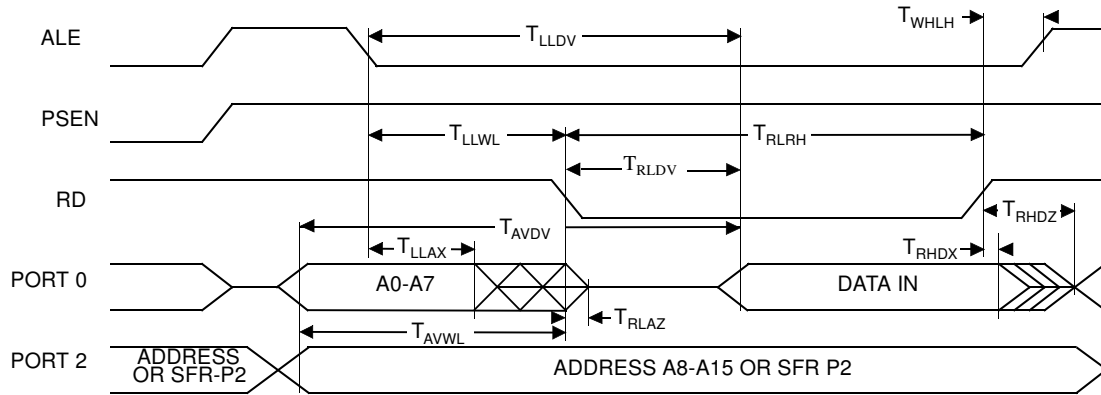 T_WHLH
ALE
T_LLDV
PSEN
T_LLWL
T_RLRH
T_RLDV
RD
T_AVDV
T_RHDZ
T_LLAX
T_RHDX
PORT 0
A0-A7
DATA IN
T_RLAZ
T_AVWL
PORT 2
ADDRESS
OR SFR-P2
ADDRESS A8-A15 OR SFR P2